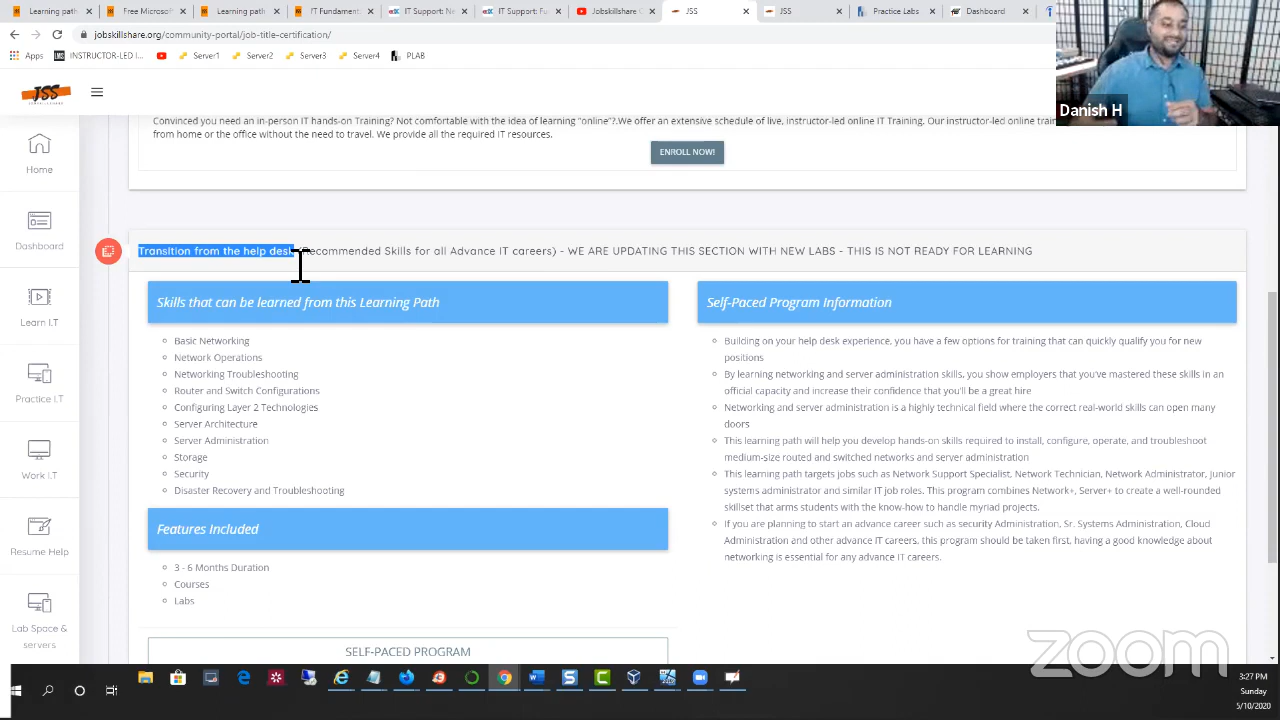 Learning pat
Free Microsof
Learning path
IT Fundament
IT Support: Ne
IT Support: Fu
Jobskillshare C
JSS
JSS
Practice Labs
Dashboard
jobskillshare.org/community-portal/job-title-certification/
Apps
LMS
INSTRUCTOR-LED I...
Server1
Server2
Server3
Server4
PLAB
JSS
Danish H
Convinced you need an in-person IT hands-on Training? Not comfortable with the idea of learning "online"?.We offer an extensive schedule of live, instructor-led online IT Training. Our instructor-led online train
from home or the office without the need to travel. We provide all the required IT resources.
ENROLL NOW!
Home
Dashboard
Learn I.T
Practice I.T
Work I.T
Resume Help
Lab Space &
servers
Transition from the help desk (Recommended Skills for all Advance IT careers) - WE ARE UPDATING THIS SECTION WITH NEW LABS - THIS IS NOT READY FOR LEARNING
Skills that can be learned from this Learning Path
Basic Networking
Network Operations
Networking Troubleshooting
Router and Switch Configurations
Configuring Layer 2 Technologies
Server Architecture
Server Administration
Storage
Security
Disaster Recovery and Troubleshooting
Features Included
3 - 6 Months Duration
Courses
Labs
SELF-PACED PROGRAM
Self-Paced Program Information
Building on your help desk experience, you have a few options for training that can quickly qualify you for new
positions
By learning networking and server administration skills, you show employers that you've mastered these skills in an
official capacity and increase their confidence that you'll be a great hire
Networking and server administration is a highly technical field where the correct real-world skills can open many
doors
This learning path will help you develop hands-on skills required to install, configure, operate, and troubleshoot
medium-size routed and switched networks and server administration
This learning path targets jobs such as Network Support Specialist, Network Technician, Network Administrator, Junior
systems administrator and similar IT job roles. This program combines Network+, Server+ to create a well-rounded
skillset that arms students with the know-how to handle myriad projects.
If you are planning to start an advance career such as security Administration, Sr. Systems Administration, Cloud
Administration and other advance IT careers, this program should be taken first, having a good knowledge about
networking is essential for any advance IT careers.
zoom
3:27 PM
Sunday
5/10/2020